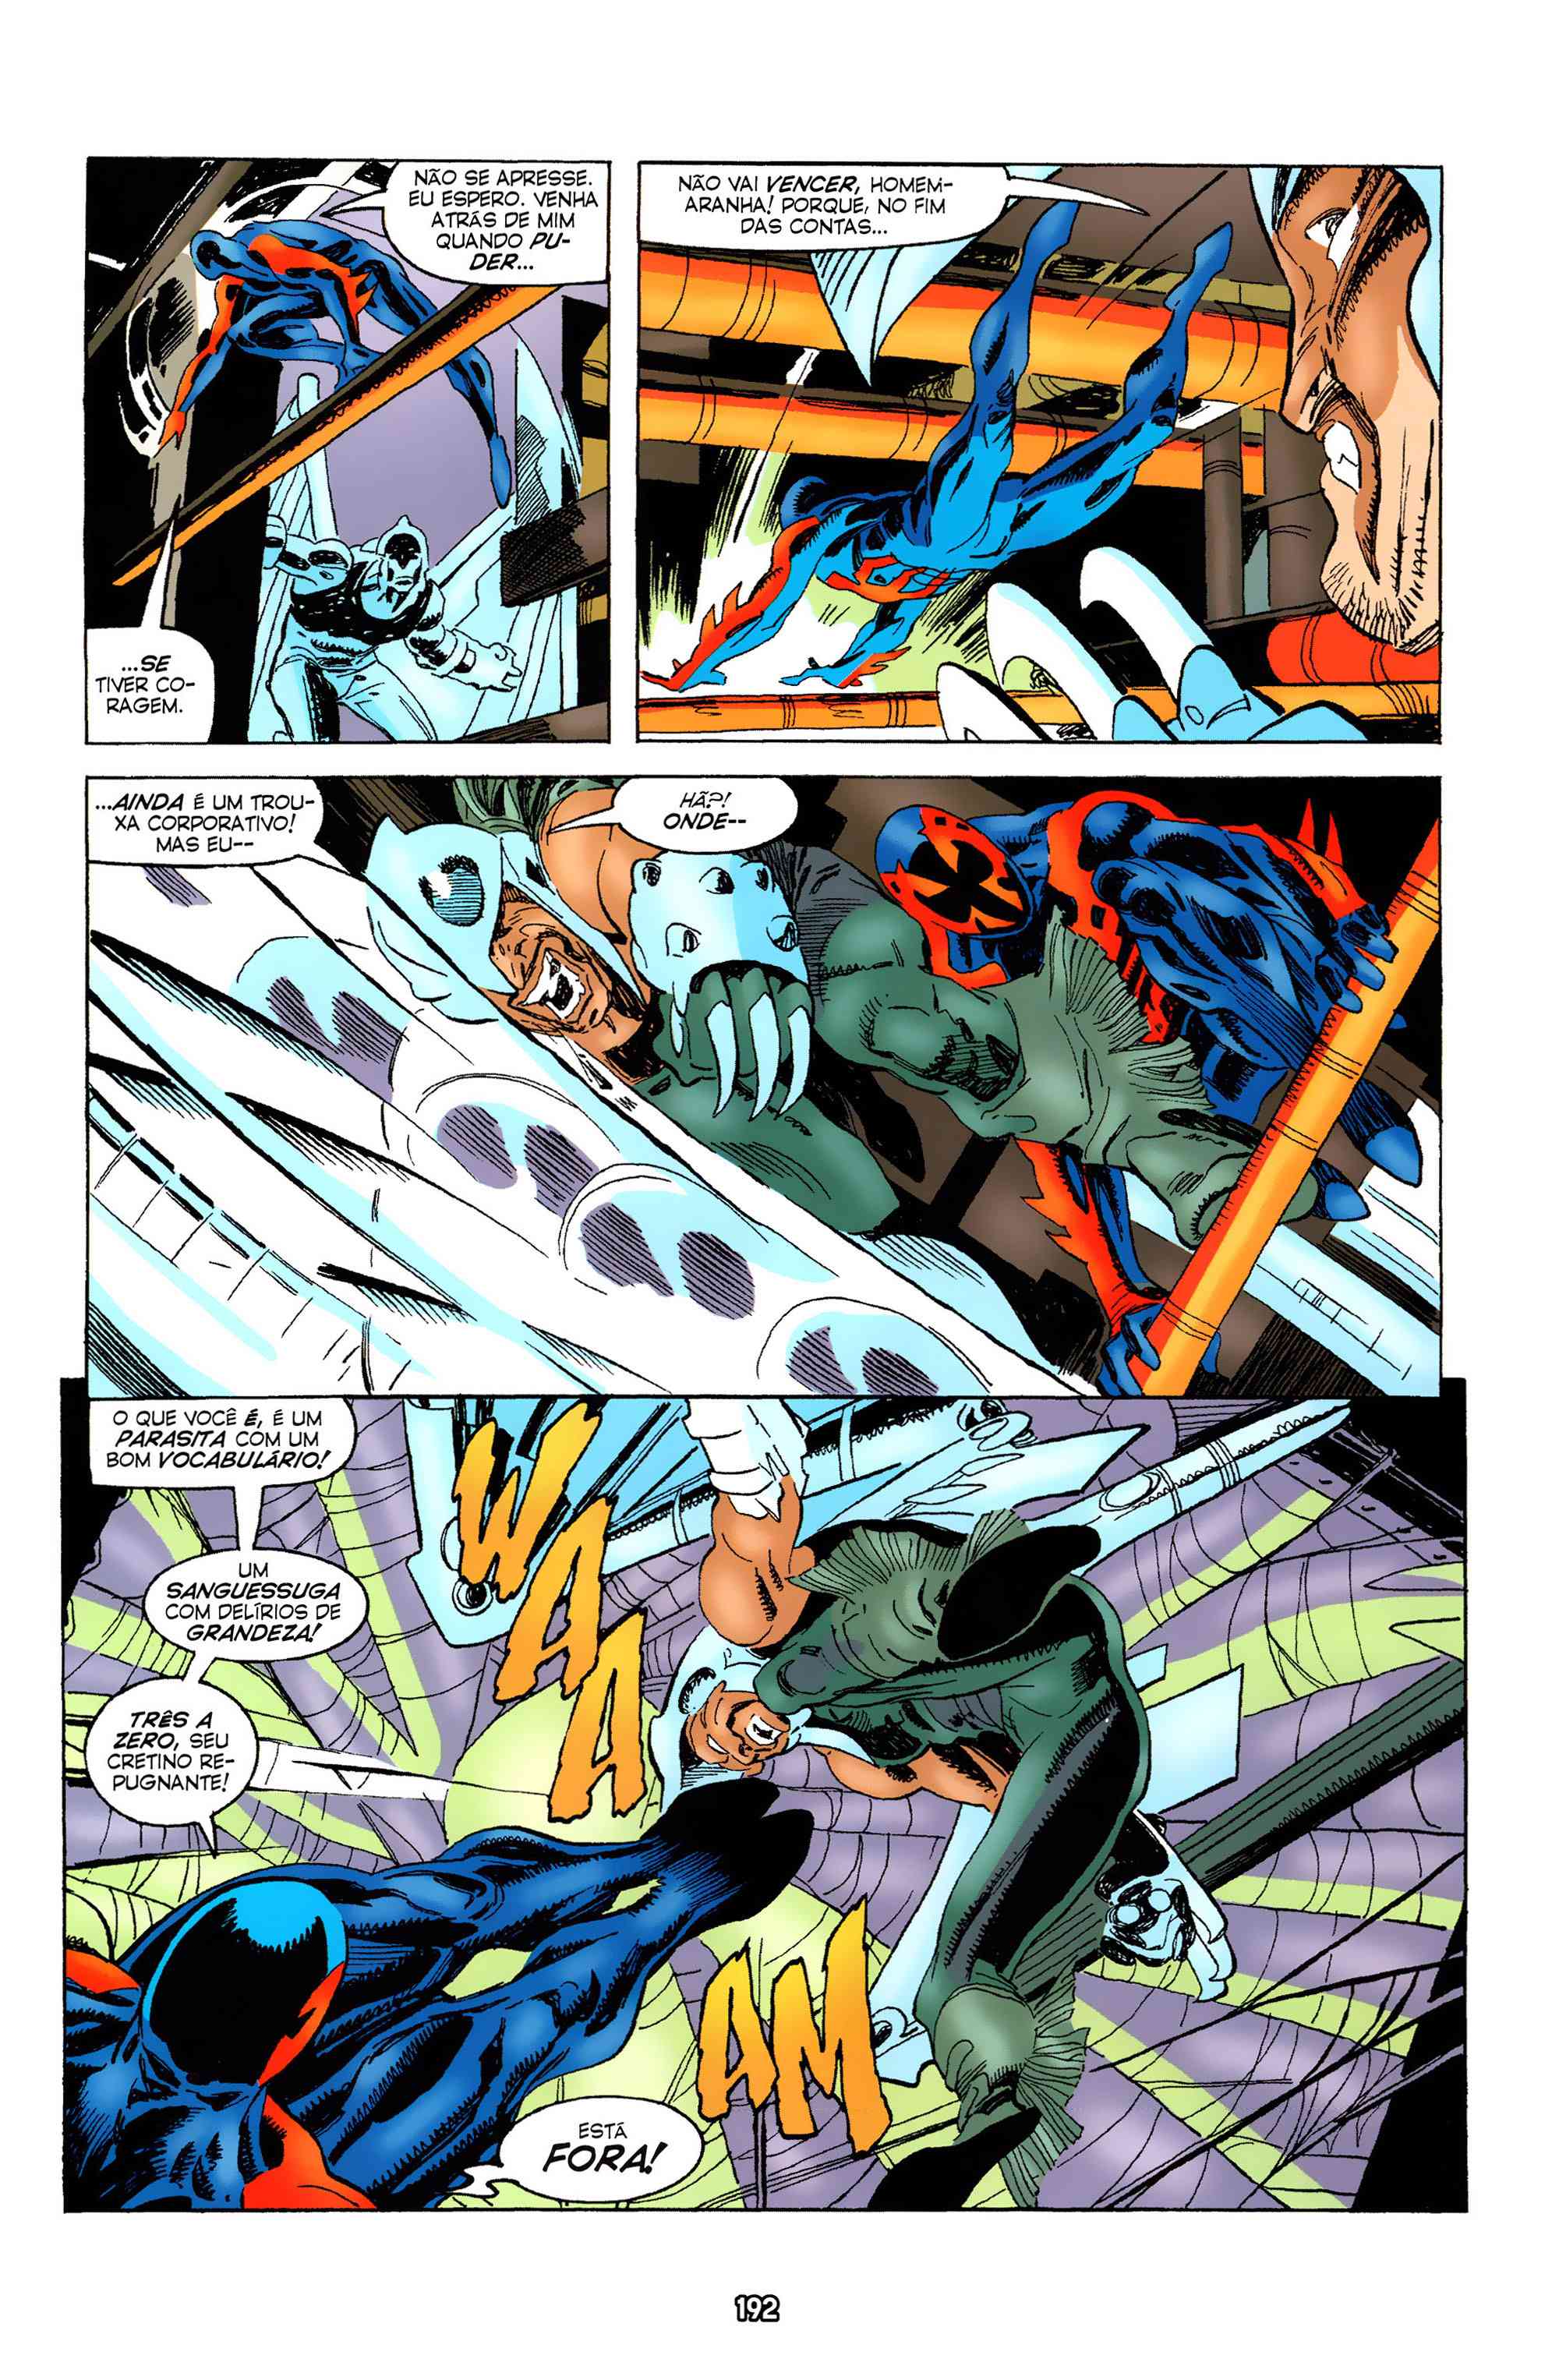 NÃO SE APRESSE.
EU ESPERO. VENHA
ATRÁS DE MIM
QUANDO PU-
DER...
...SE
TIVER CO-
RAGEM.
NÃO VAI VENCER, HOMEM-
ARANHA! PORQUE, NO FIM
DAS CONTAS...
...AINDA É UM TROU-
XA CORPORATIVO!
MAS EU--
HÃ?!
ONDE--
O QUE VOCÊ É, É UM
PARASITA COM UM
BOM VOCABULÁRIO!
UM
SANGUESSUGA
COM DELÍRIOS DE
GRANDEZA!
TRÊS A
ZERO, SEU
CRETINO RE-
PUGNANTE!
WAAA
AM
ESTÁ
FORA!
192